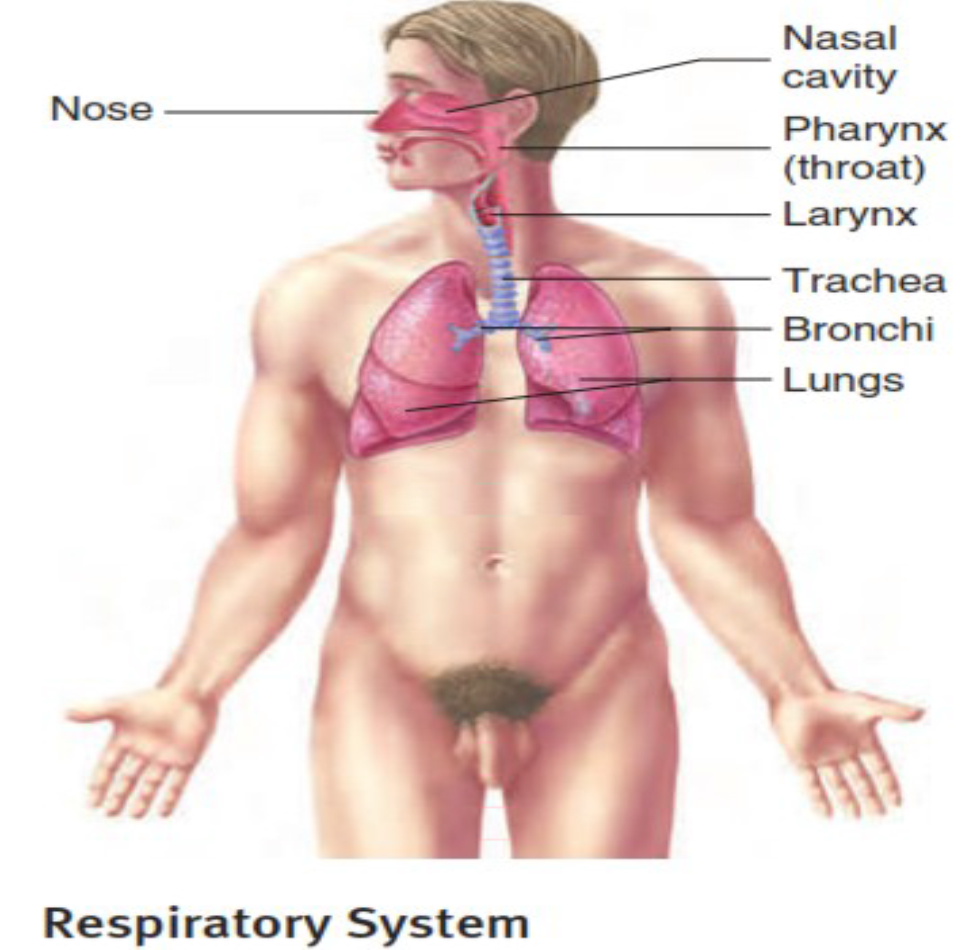 Nasal
cavity
Nose
Pharynx
(throat)
Larynx
Trachea
Bronchi
Lungs
Respiratory System